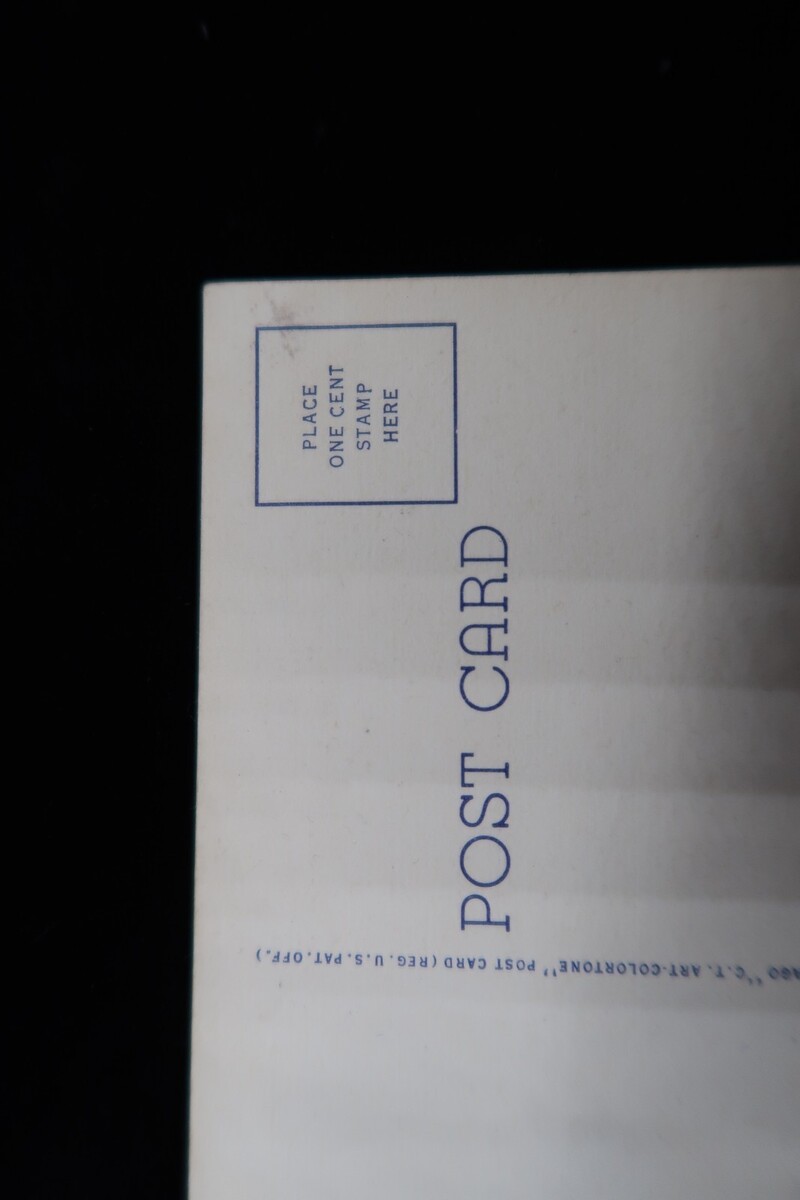 PLACE
ONE CENT
STAMP
HERE
POST CARD
"C.T. ART-COLORTONE" POST CARD (REG. U.S. PAT. OFF.)